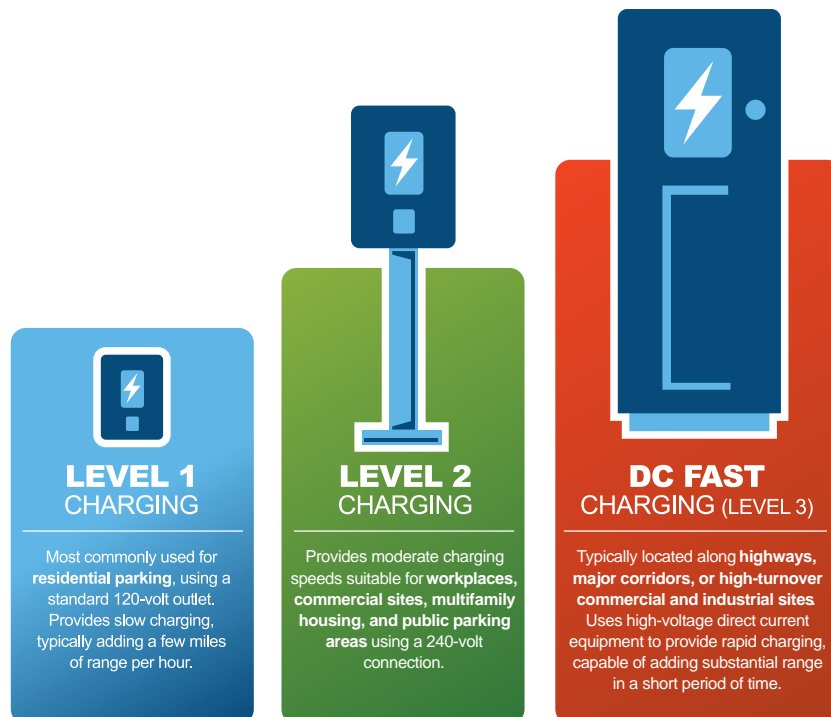 LEVEL 1
CHARGING
Most commonly used for
residential parking, using a
standard 120-volt outlet.
Provides slow charging,
typically adding a few miles
of range per hour.
LEVEL 2
CHARGING
Provides moderate charging
speeds suitable for workplaces,
commercial sites, multifamily
housing, and public parking
areas using a 240-volt
connection.
DC FAST
CHARGING (LEVEL 3)
Typically located along highways,
major corridors, or high-turnover
commercial and industrial sites.
Uses high-voltage direct current
equipment to provide rapid charging,
capable of adding substantial range
in a short period of time.